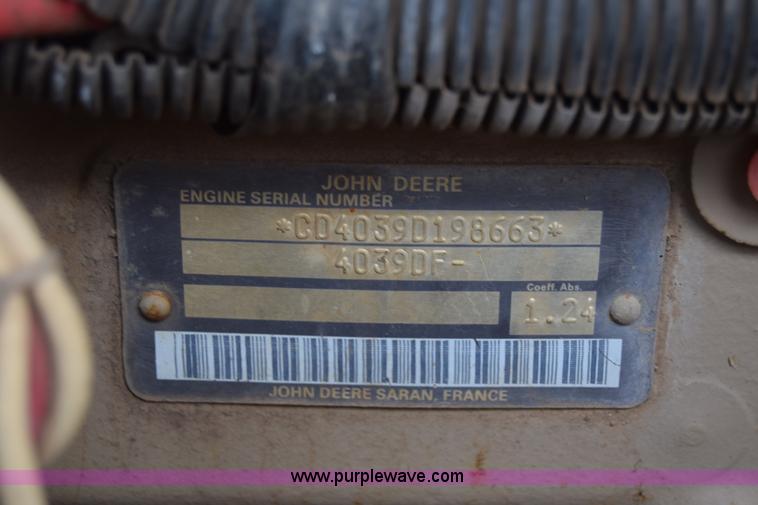 JOHN DEERE
ENGINE SERIAL NUMBER
*CD4039D198663*
4039DF-
Coeff. Abs.
1.24
JOHN DEERE SARAN, FRANCE
www.purplewave.com